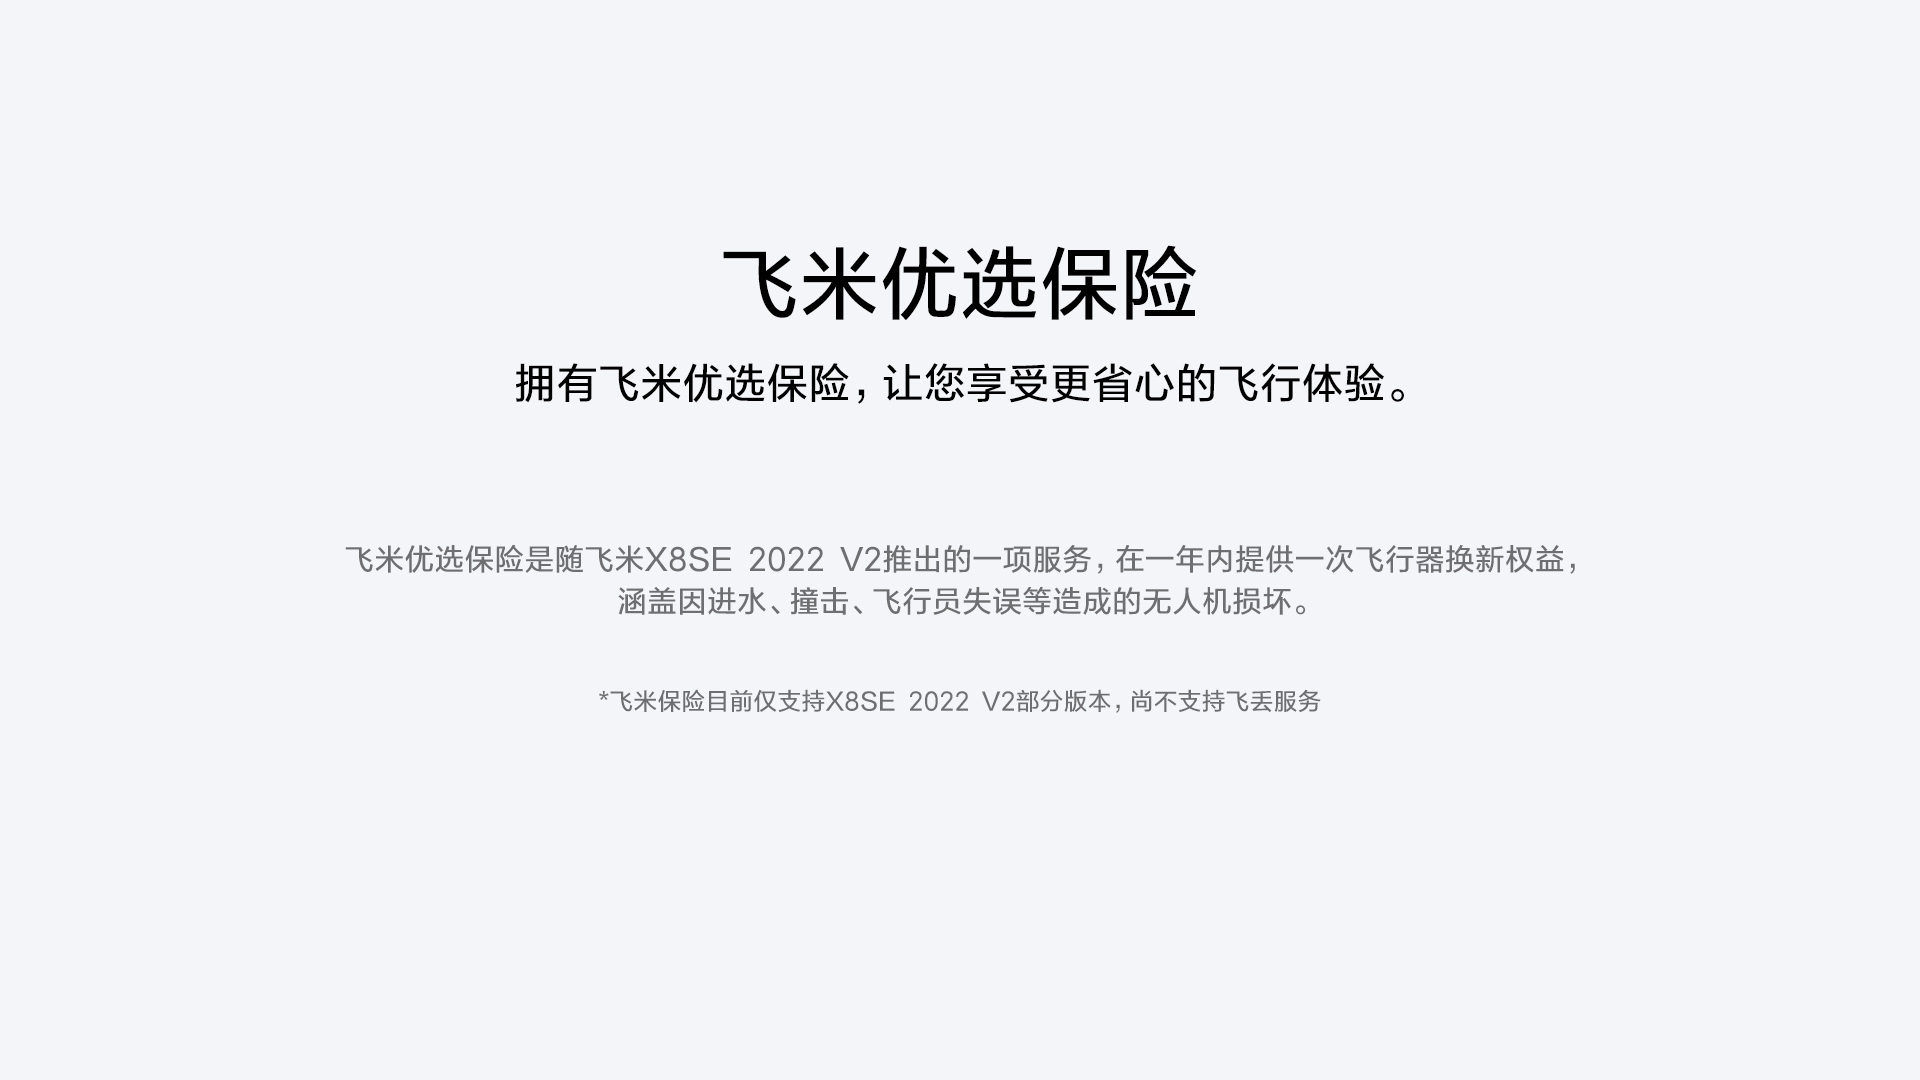 飞米优选保险
拥有飞米优选保险，让您享受更省心的飞行体验。
飞米优选保险是随飞米X8SE 2022 V2推出的一项服务，在一年内提供一次飞行器换新权益，
涵盖因进水、撞击、飞行员失误等造成的无人机损坏。
*飞米保险目前仅支持X8SE 2022 V2部分版本，尚不支持飞丢服务